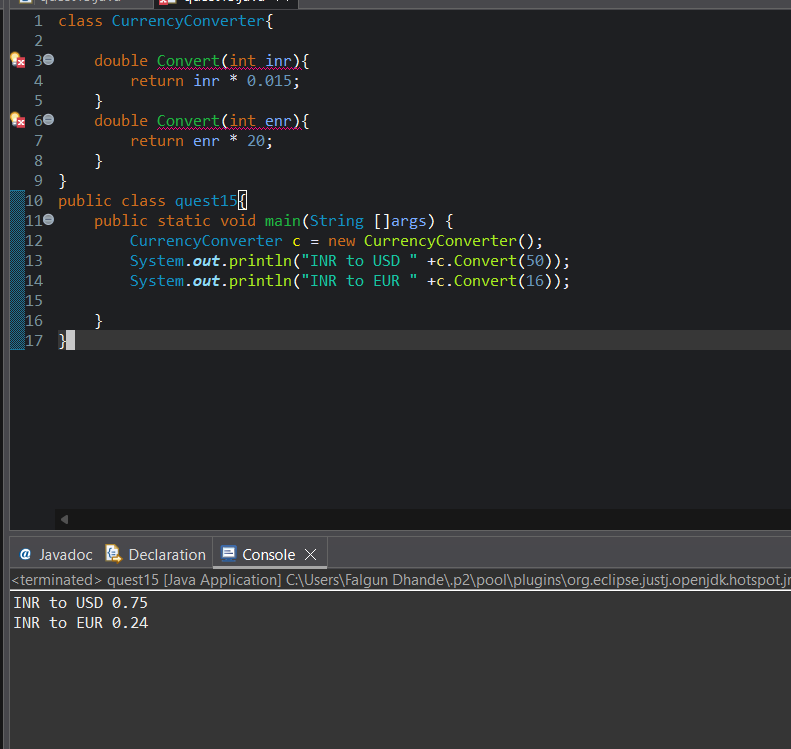 1 class CurrencyConverter{
2
3 double Convert(int inr){
4 return inr * 0.015;
5 }
6 double Convert(int enr){
7 return enr * 20;
8 }
9 }
10 public class quest15{
11 public static void main(String []args) {
12 CurrencyConverter c = new CurrencyConverter();
13 System.out.println("INR to USD " +c.Convert(50));
14 System.out.println("INR to EUR " +c.Convert(16));
15
16 }
17 }
@ Javadoc Declaration Console
<terminated> quest15 [Java Application] C:\Users\Falgun Dhande\.p2\pool\plugins\org.eclipse.justj.openjdk.hotspot.jr
INR to USD 0.75
INR to EUR 0.24